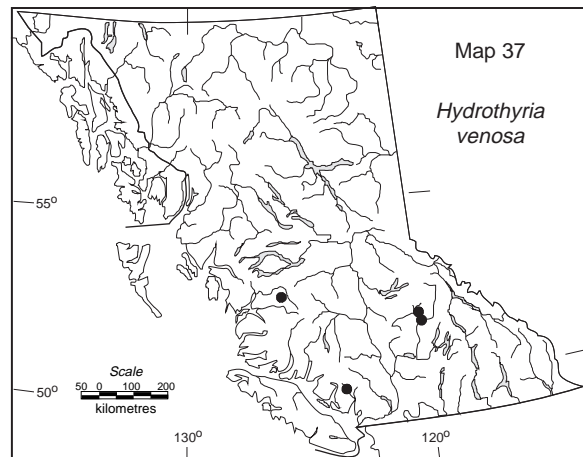 Map 37
Hydrothyria
venosa
55°
50°
Scale
50 0 100 200
kilometres
130°
120°